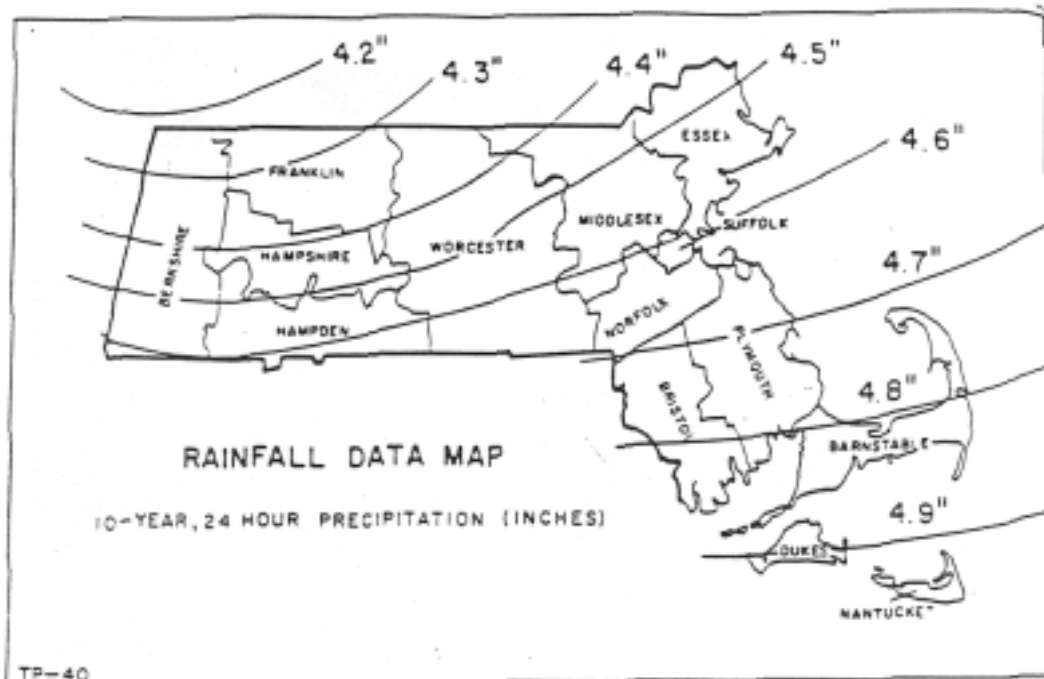 4.2"
4.3"
4.4"
4.5"
4.6"
4.7"
4.8"
4.9"
ESSEX
FRANKLIN
MIDDLESEX
SUFFOLK
BERKSHIRE
HAMPSHIRE
WORCESTER
HAMPDEN
NORFOLK
PLYMOUTH
BRISTOL
BARNSTABLE
DUKES
NANTUCKET
RAINFALL DATA MAP
10-YEAR, 24 HOUR PRECIPITATION (INCHES)
TP-40